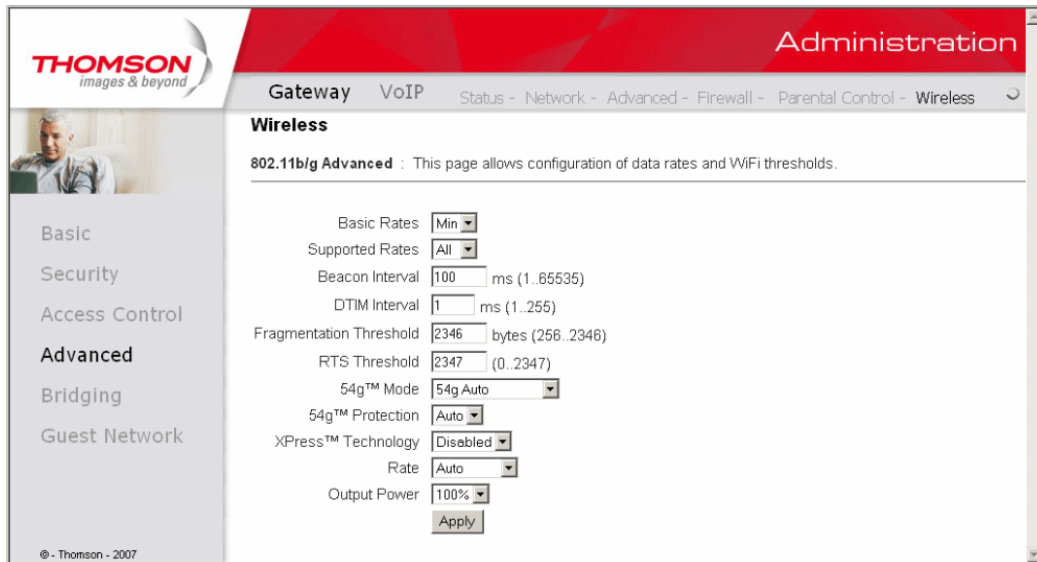 THOMSON
images & beyond
Administration
Gateway VoIP Status - Network - Advanced - Firewall - Parental Control - Wireless
Wireless
802.11b/g Advanced : This page allows configuration of data rates and WiFi thresholds.
Basic
Security
Access Control
Advanced
Bridging
Guest Network
Basic Rates Min
Supported Rates All
Beacon Interval 100 ms (1..65535)
DTIM Interval 1 ms (1..255)
Fragmentation Threshold 2346 bytes (256..2346)
RTS Threshold 2347 (0..2347)
54g™ Mode 54g Auto
54g™ Protection Auto
XPress™ Technology Disabled
Rate Auto
Output Power 100%
Apply
© - Thomson - 2007